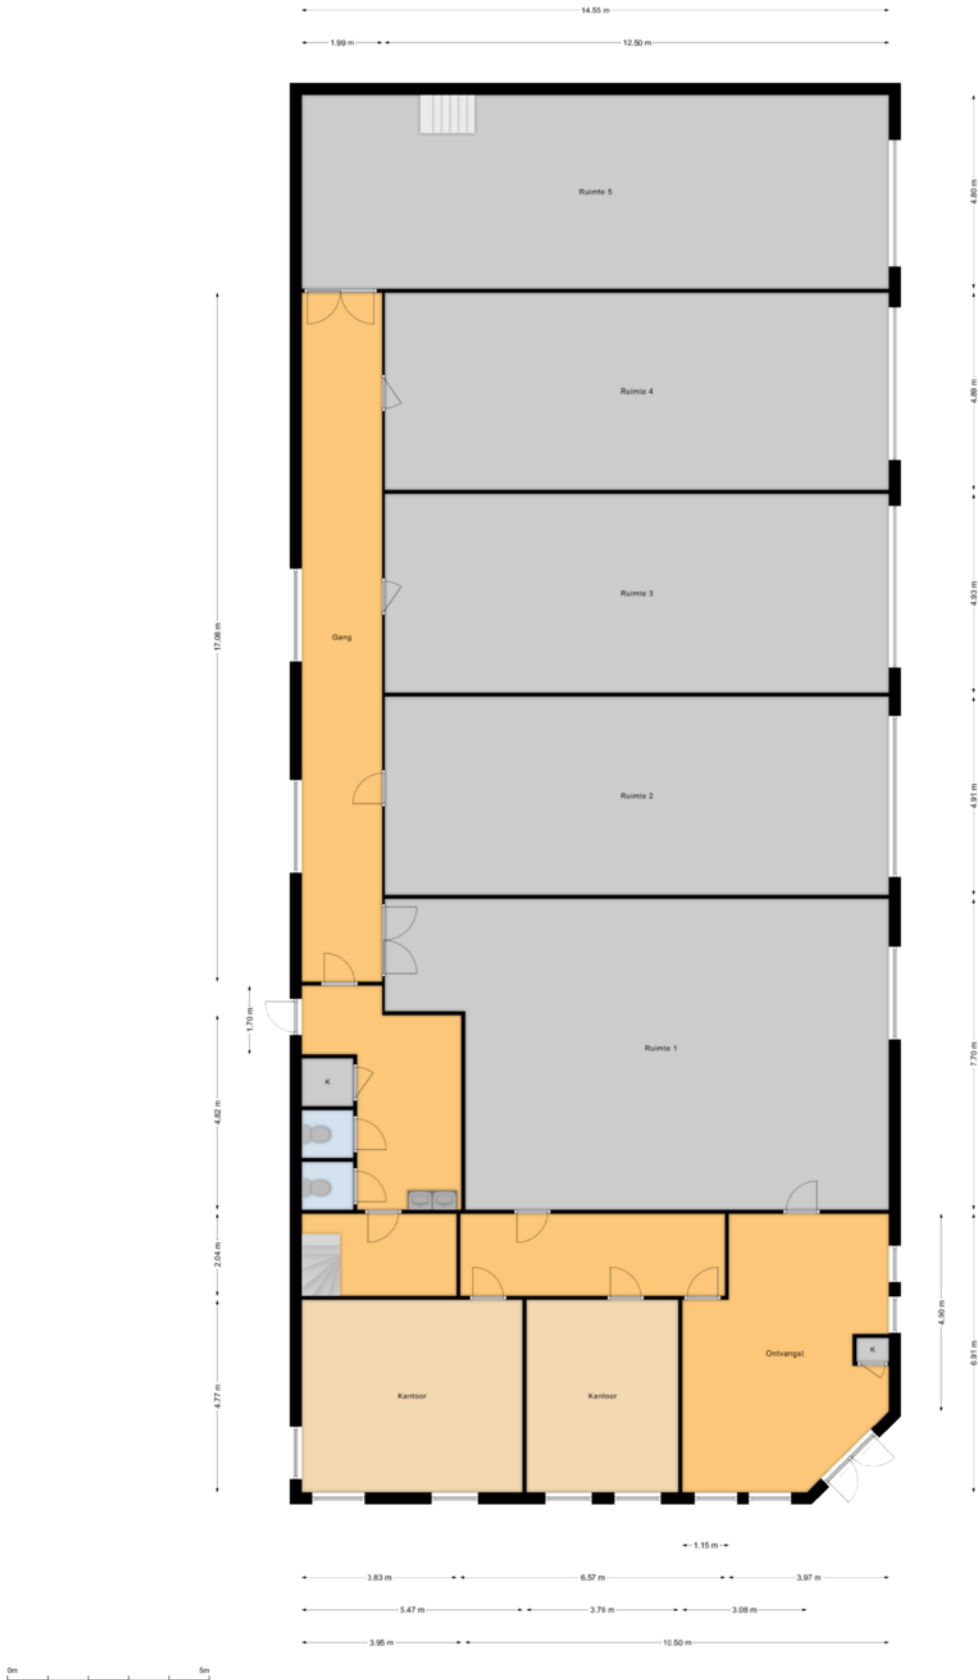 14.55 m
1.99 m
12.50 m
Ruimte 5
4.80 m
Ruimte 4
4.89 m
Ruimte 3
4.93 m
17.08 m
Gang
Ruimte 2
4.91 m
1.70 m
Ruimte 1
7.70 m
K
4.82 m
2.04 m
4.90 m
Ontvangst
K
6.91 m
Kantoor
Kantoor
4.77 m
1.15 m
3.83 m
6.57 m
3.97 m
5.47 m
3.76 m
3.08 m
3.95 m
10.50 m
0m
5m